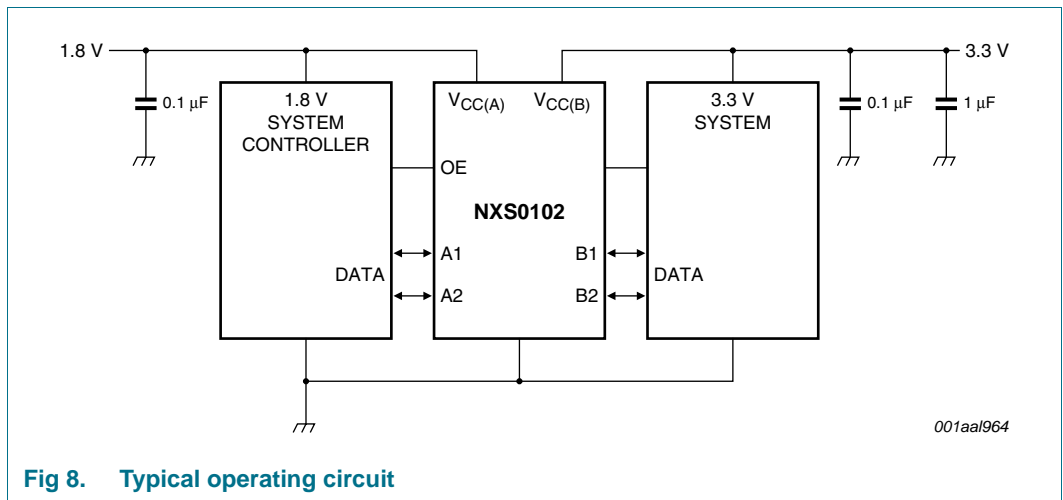 1.8 V
3.3 V
0.1 μF
1.8 V
SYSTEM
CONTROLLER
VCC(A)
VCC(B)
3.3 V
SYSTEM
0.1 μF
1 μF
OE
NXS0102
DATA
A1
A2
B1
B2
DATA
001aal964
Fig 8. Typical operating circuit